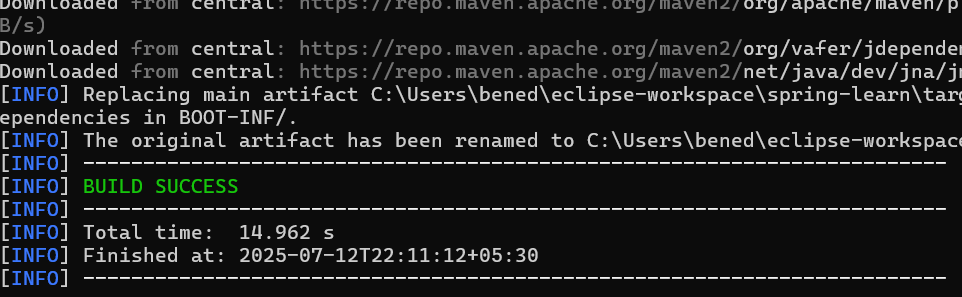 Downloaded from central: https://repo.maven.apache.org/maven2/org/apache/maven/p
B/s)
Downloaded from central: https://repo.maven.apache.org/maven2/org/vafer/jdepende
Downloaded from central: https://repo.maven.apache.org/maven2/net/java/dev/jna/j
[INFO] Replacing main artifact C:\Users\bened\eclipse-workspace\spring-learn\targ
ependencies in BOOT-INF/.
[INFO] The original artifact has been renamed to C:\Users\bened\eclipse-workspace
[INFO] ------------------------------------------------------------------------
[INFO] BUILD SUCCESS
[INFO] ------------------------------------------------------------------------
[INFO] Total time:  14.962 s
[INFO] Finished at: 2025-07-12T22:11:12+05:30
[INFO] ------------------------------------------------------------------------